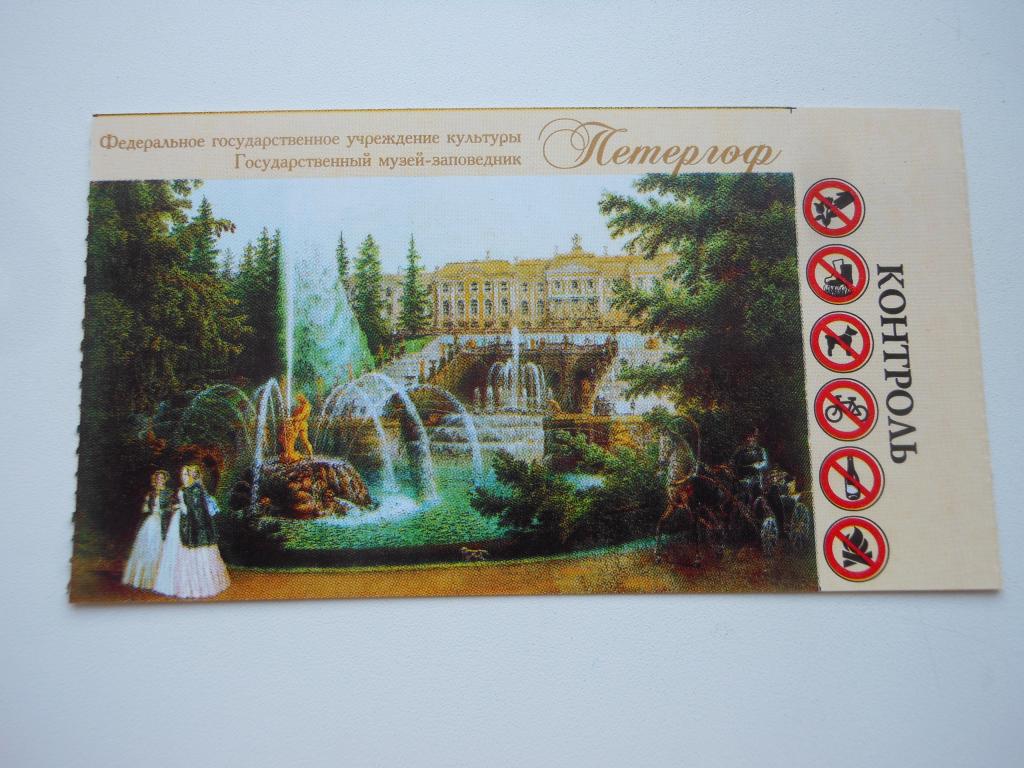 Федеральное государственное учреждение культуры
Государственный музей-заповедник
Петергоф
КОНТРОЛЬ